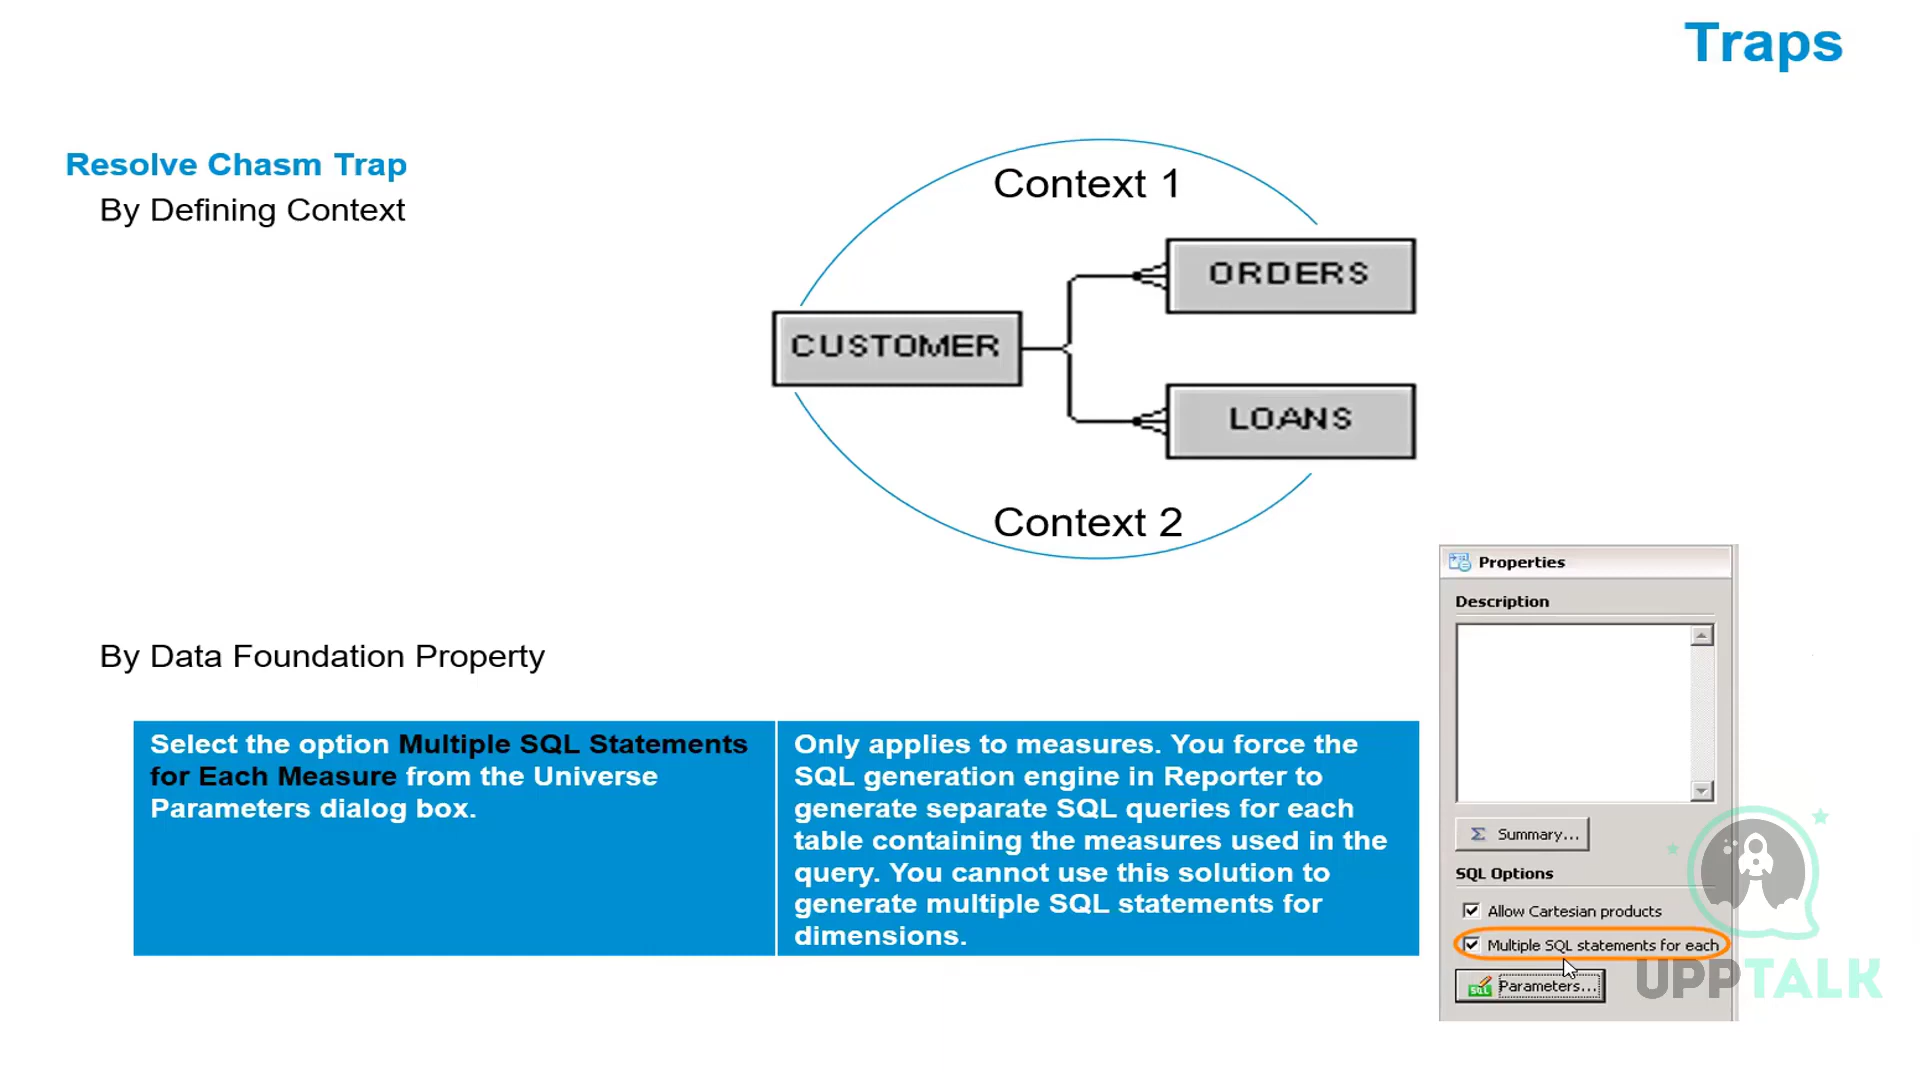 Traps
Resolve Chasm Trap
By Defining Context
Context 1
ORDERS
CUSTOMER
LOANS
Context 2
By Data Foundation Property
Select the option Multiple SQL Statements
for Each Measure from the Universe
Parameters dialog box.
Only applies to measures. You force the
SQL generation engine in Reporter to
generate separate SQL queries for each
table containing the measures used in the
query. You cannot use this solution to
generate multiple SQL statements for
dimensions.
Properties
Description
Σ Summary...
SQL Options
Allow Cartesian products
Multiple SQL statements for each
SQL Parameters...
UPPTALK